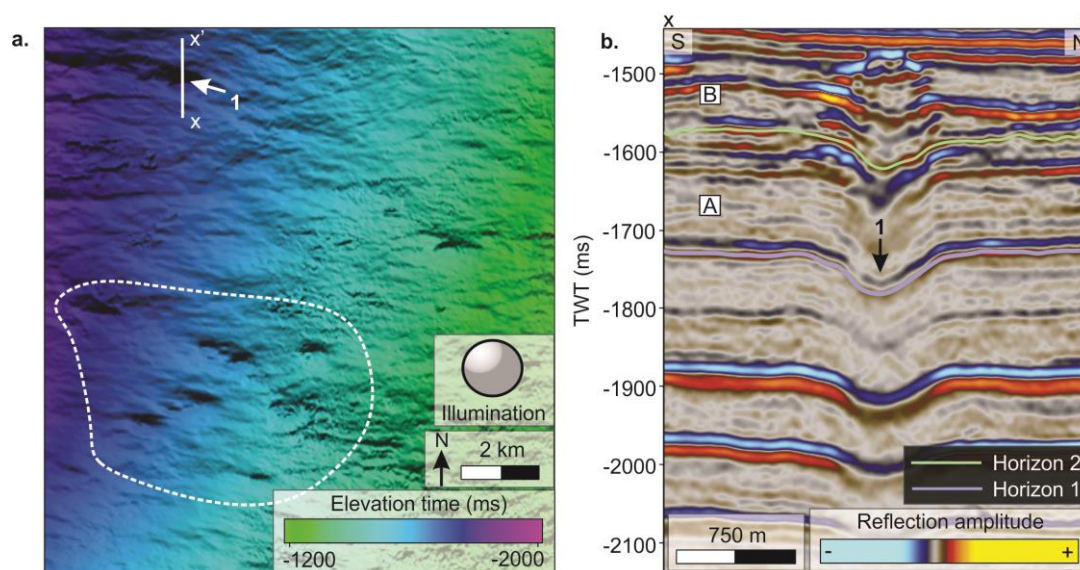 a.
x'
1
x
Illumination
N
2 km
Elevation time (ms)
-1200
-2000
b.
x
S
N
-1500
B
-1600
A
-1700
1
TWT (ms)
-1800
-1900
-2000
Horizon 2
Horizon 1
750 m
Reflection amplitude
-
+
-2100